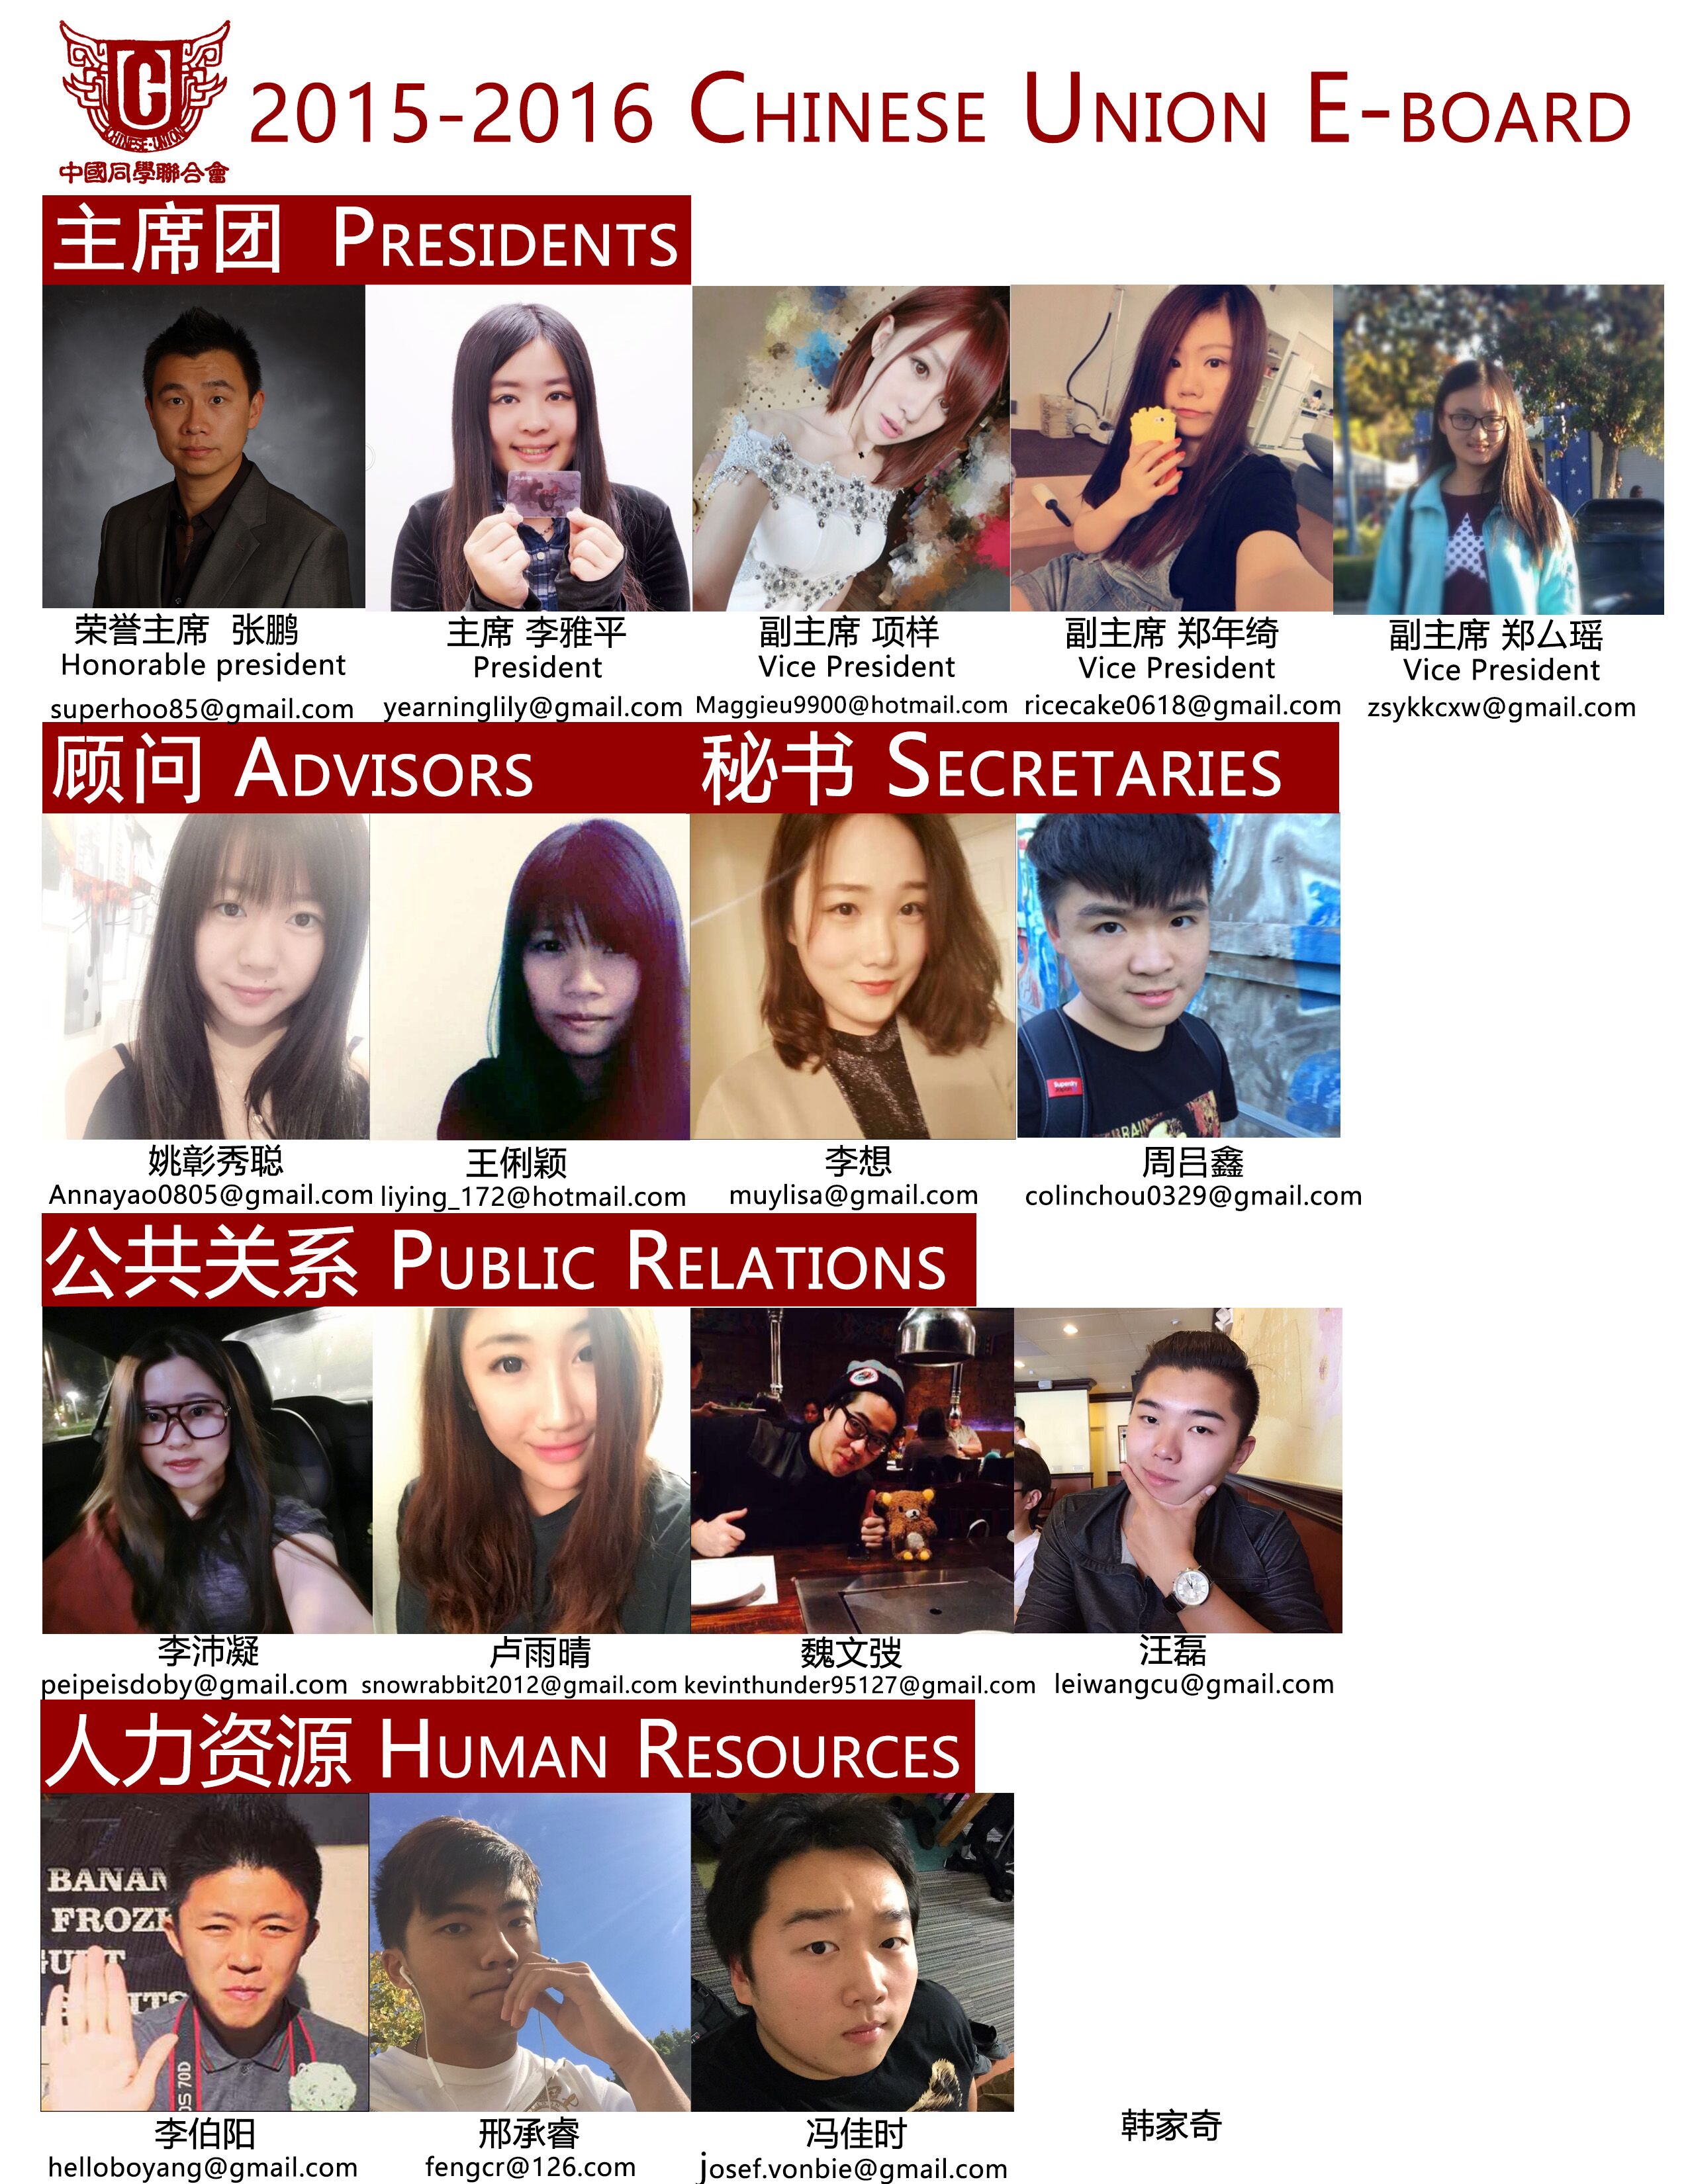 CU
CHINESE·UNION
中國同學聯合會
2015-2016 CHINESE UNION E-BOARD
主席团 PRESIDENTS
荣誉主席 张鹏
Honorable president
superhoo85@gmail.com
主席 李雅平
President
yearninglily@gmail.com
副主席 项样
Vice President
Maggieu9900@hotmail.com
副主席 郑年绮
Vice President
ricecake0618@gmail.com
副主席 郑厶瑶
Vice President
zsykkcxw@gmail.com
顾问 ADVISORS
秘书 SECRETARIES
Superdry
姚彰秀聪
Annayao0805@gmail.com
王俐颖
liying_172@hotmail.com
李想
muylisa@gmail.com
周吕鑫
colinchou0329@gmail.com
公共关系 PUBLIC RELATIONS
李沛凝
peipeisdoby@gmail.com
卢雨晴
snowrabbit2012@gmail.com
魏文弢
kevinthunder95127@gmail.com
汪磊
leiwangcu@gmail.com
人力资源 HUMAN RESOURCES
BANAN
FROZE
GURT
OS 70D
李伯阳
helloboyang@gmail.com
邢承睿
fengcr@126.com
冯佳时
josef.vonbie@gmail.com
韩家奇